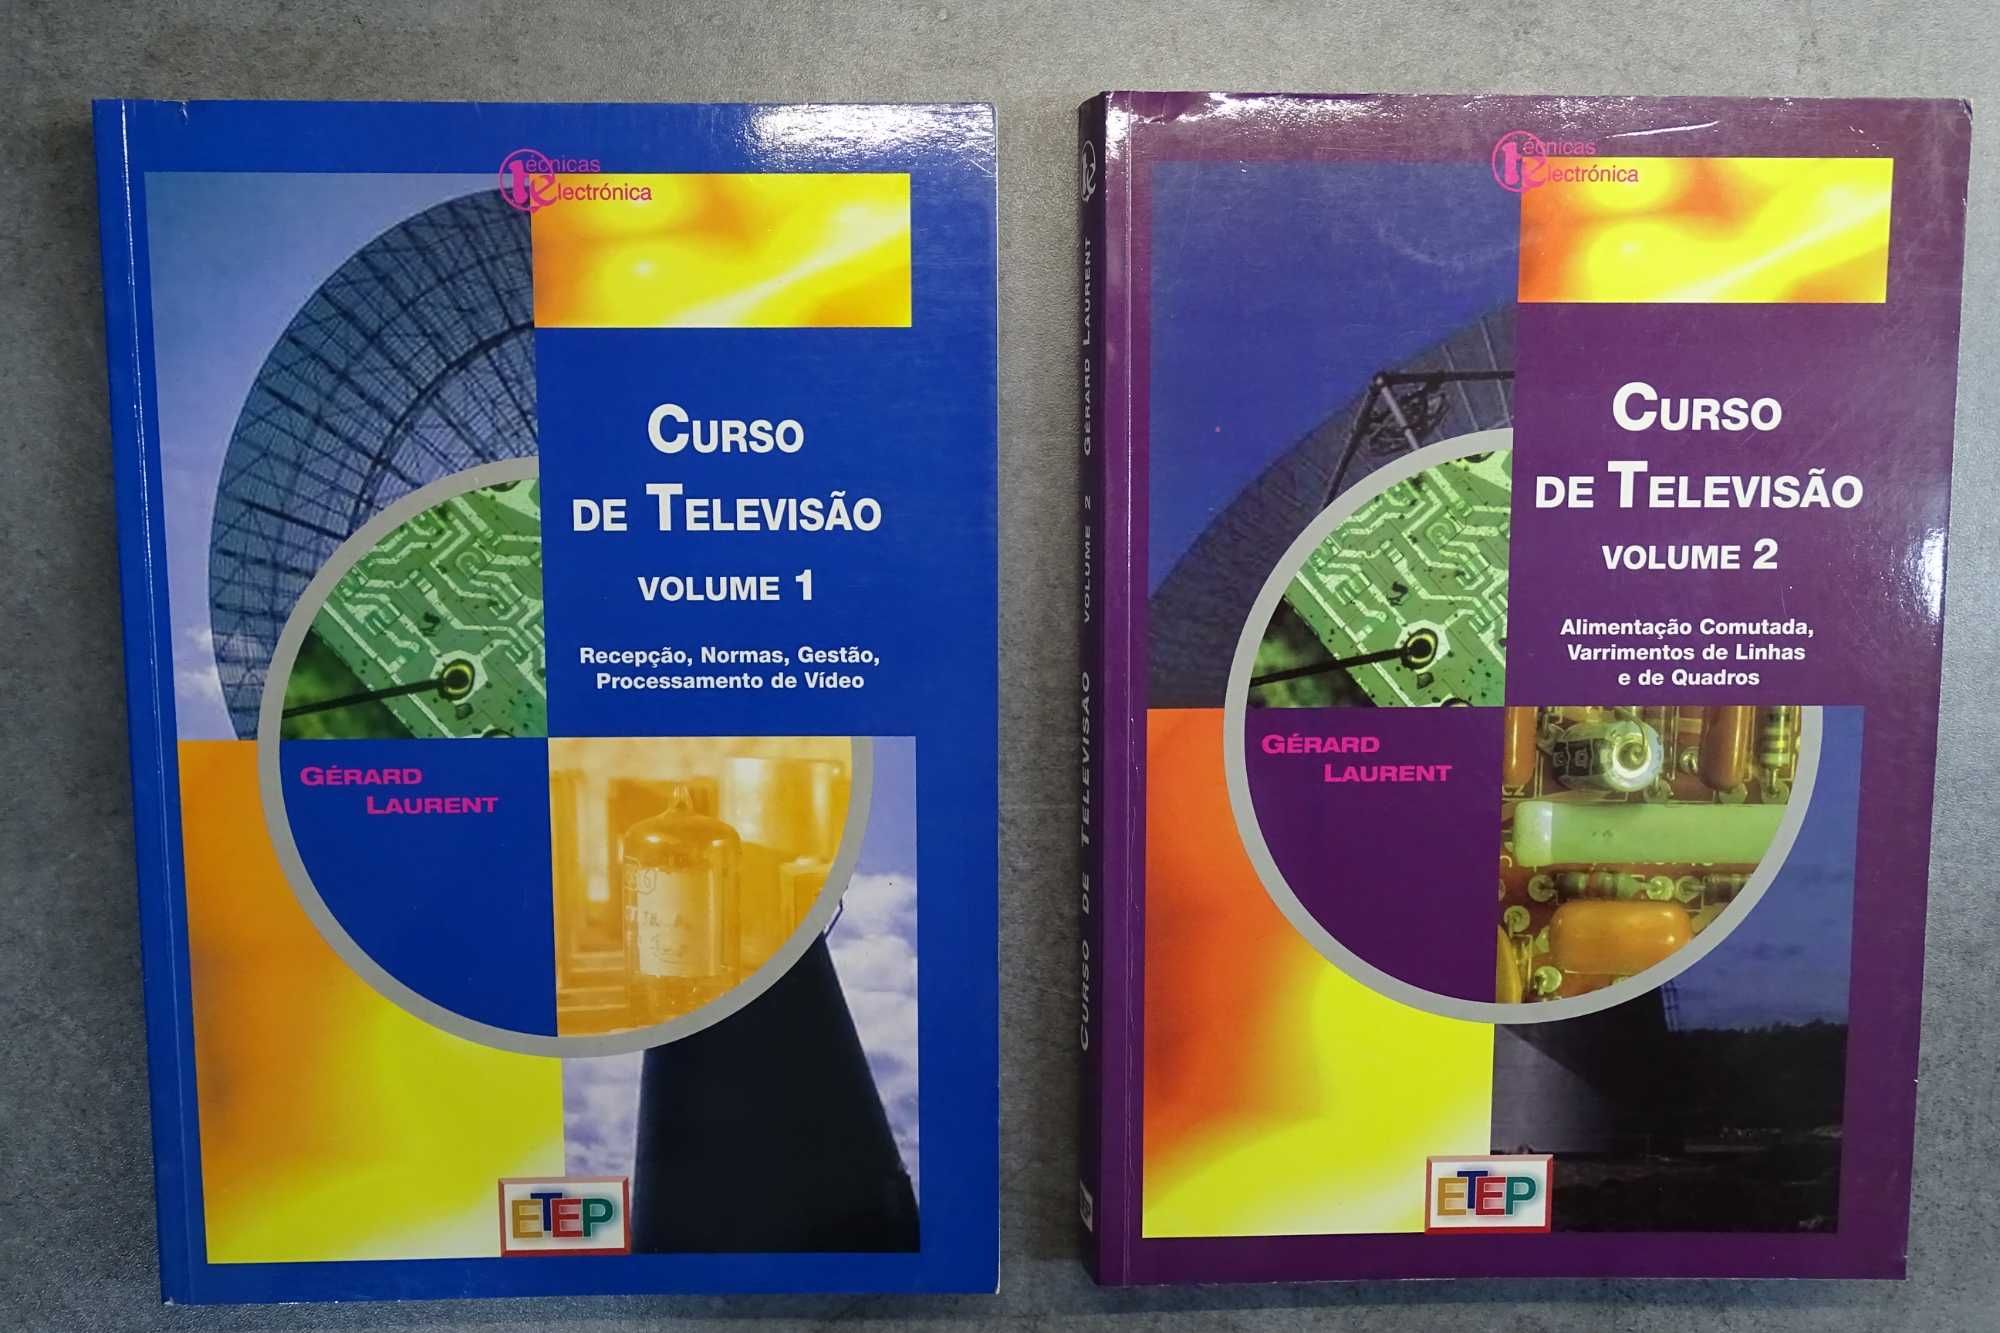 técnicas
electrónica
CURSO
DE TELEVISÃO
VOLUME 1
Recepção, Normas, Gestão,
Processamento de Vídeo
GÉRARD
LAURENT
ETEP
CURSO DE TELEVISÃO VOLUME 2 GÉRARD LAURENT
técnicas
electrónica
CURSO
DE TELEVISÃO
VOLUME 2
Alimentação Comutada,
Varrimentos de Linhas
e de Quadros
GÉRARD
LAURENT
ETEP